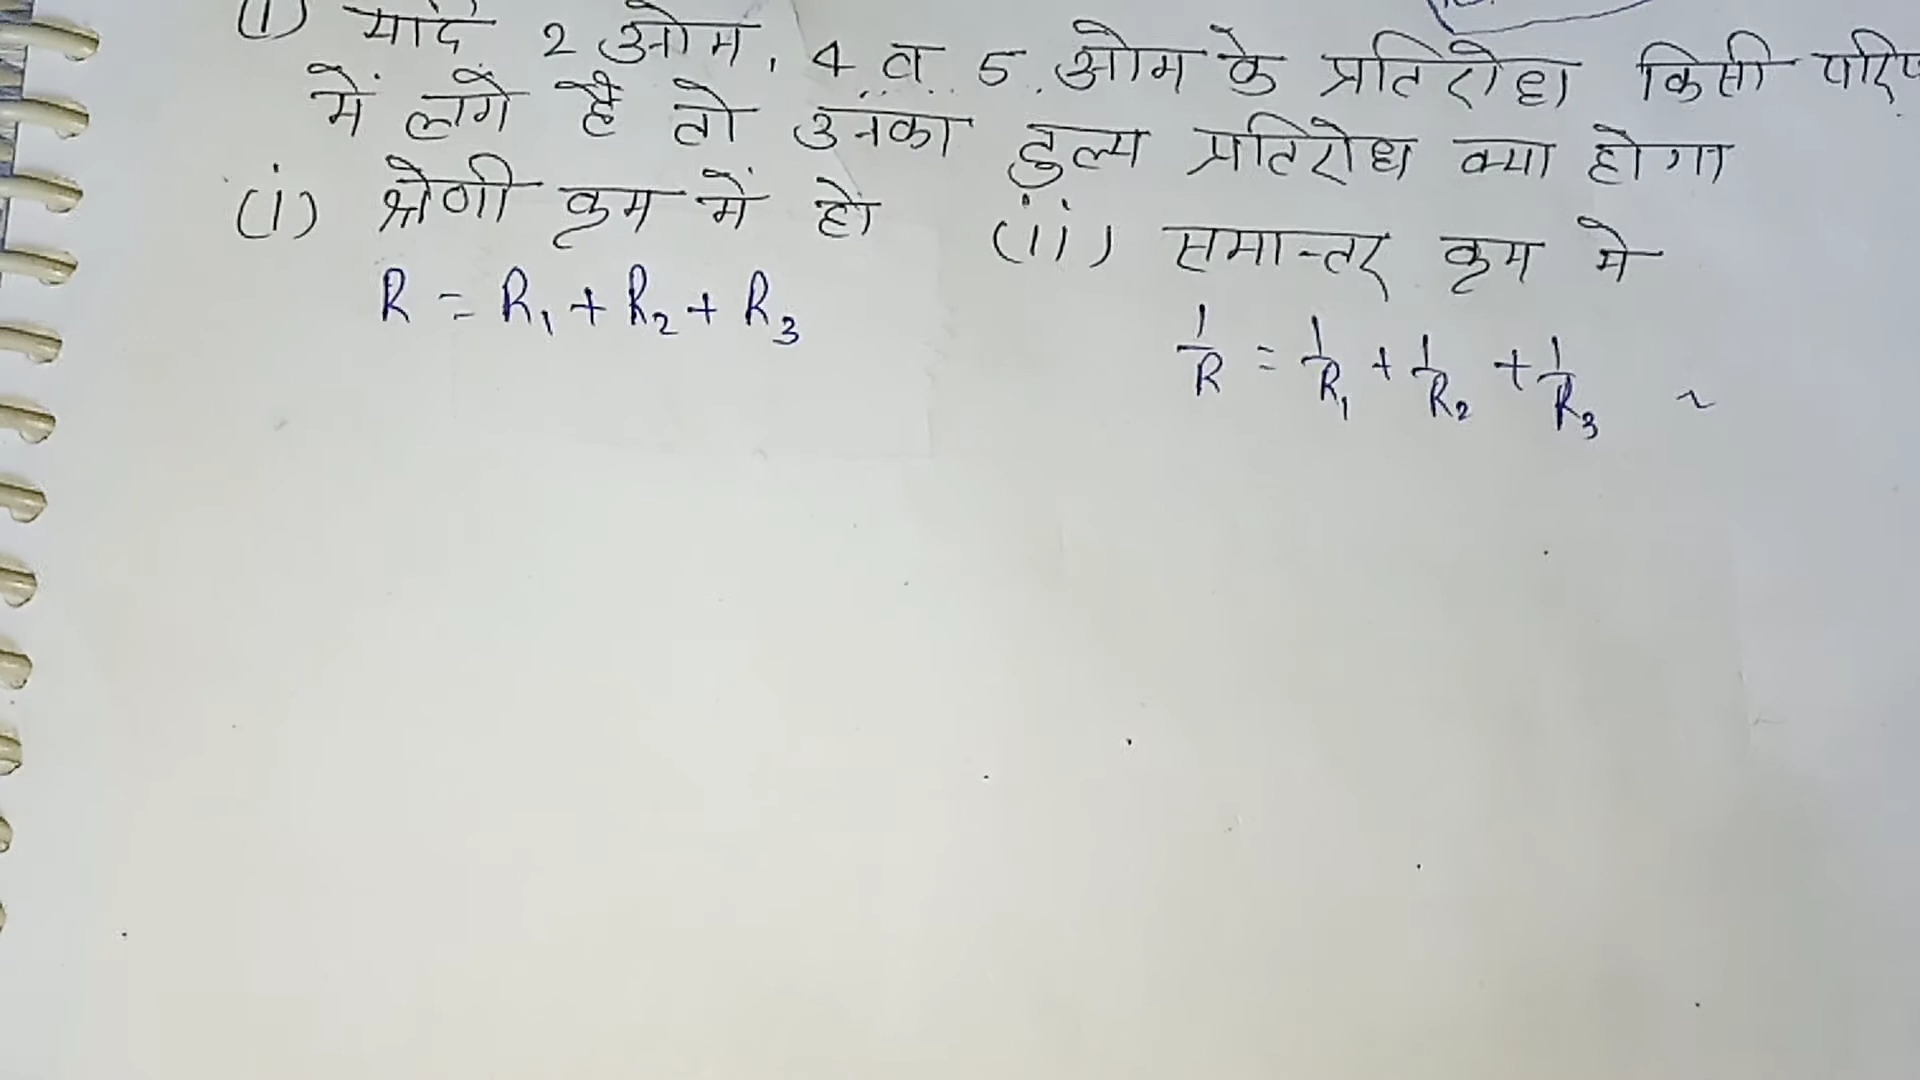 (1) यदि 2 ओम, 4 व 5 ओम के प्रतिरोध किसी
में लगे है तो उनका तुल्य प्रतिरोध क्या होगा
(i) श्रेणी क्रम में हो (ii) समान्तर क्रम मे
R = R₁ + R₂ + R₃
1/R = 1/R₁ + 1/R₂ + 1/R₃